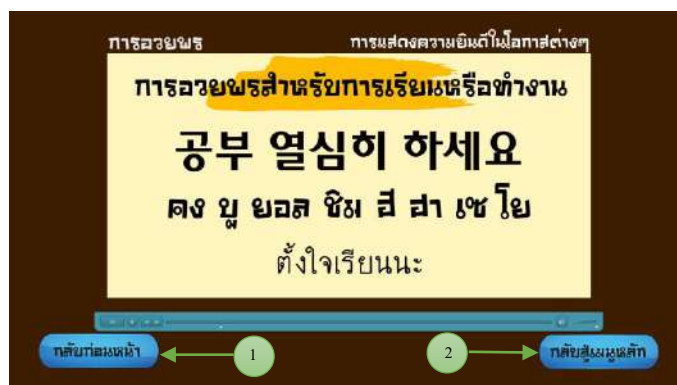 การอวยพร
การแสดงความยินดีในโอกาสต่างๆ
การอวยพรสำหรับการเรียนหรือทำงาน
공부 열심히 하세요
คง บู ยอล ชิม ฮี ฮา เซ โย
ตั้งใจเรียนนะ
กลับก่อนหน้า
1
2
กลับสู่เมนูหลัก